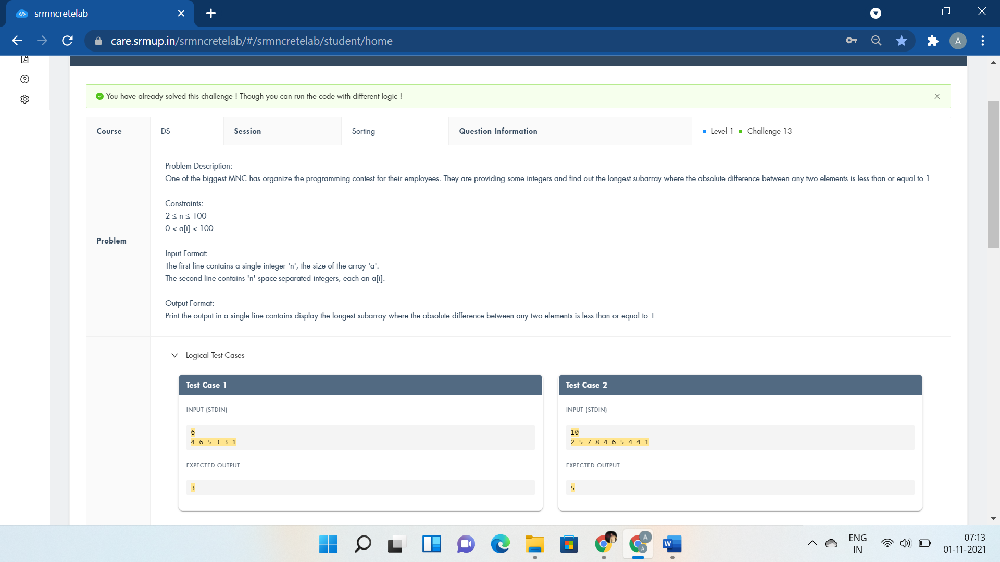 srmncretelab
care.srmup.in/srmncretelab/#/srmncretelab/student/home
A
You have already solved this challenge ! Though you can run the code with different logic !
Course DS Session Sorting Question Information Level 1 Challenge 13
Problem
Problem Description:
One of the biggest MNC has organize the programming contest for their employees. They are providing some integers and find out the longest subarray where the absolute difference between any two elements is less than or equal to 1
Constraints:
2 ≤ n ≤ 100
0 < a[i] < 100
Input Format:
The first line contains a single integer 'n', the size of the array 'a'.
The second line contains 'n' space-separated integers, each an a[i].
Output Format:
Print the output in a single line contains display the longest subarray where the absolute difference between any two elements is less than or equal to 1
Logical Test Cases
Test Case 1
INPUT (STDIN)
6
4 6 5 3 3 1
EXPECTED OUTPUT
3
Test Case 2
INPUT (STDIN)
10
2 5 7 8 4 6 5 4 4 1
EXPECTED OUTPUT
5
A
A
W
ENG
IN
07:13
01-11-2021